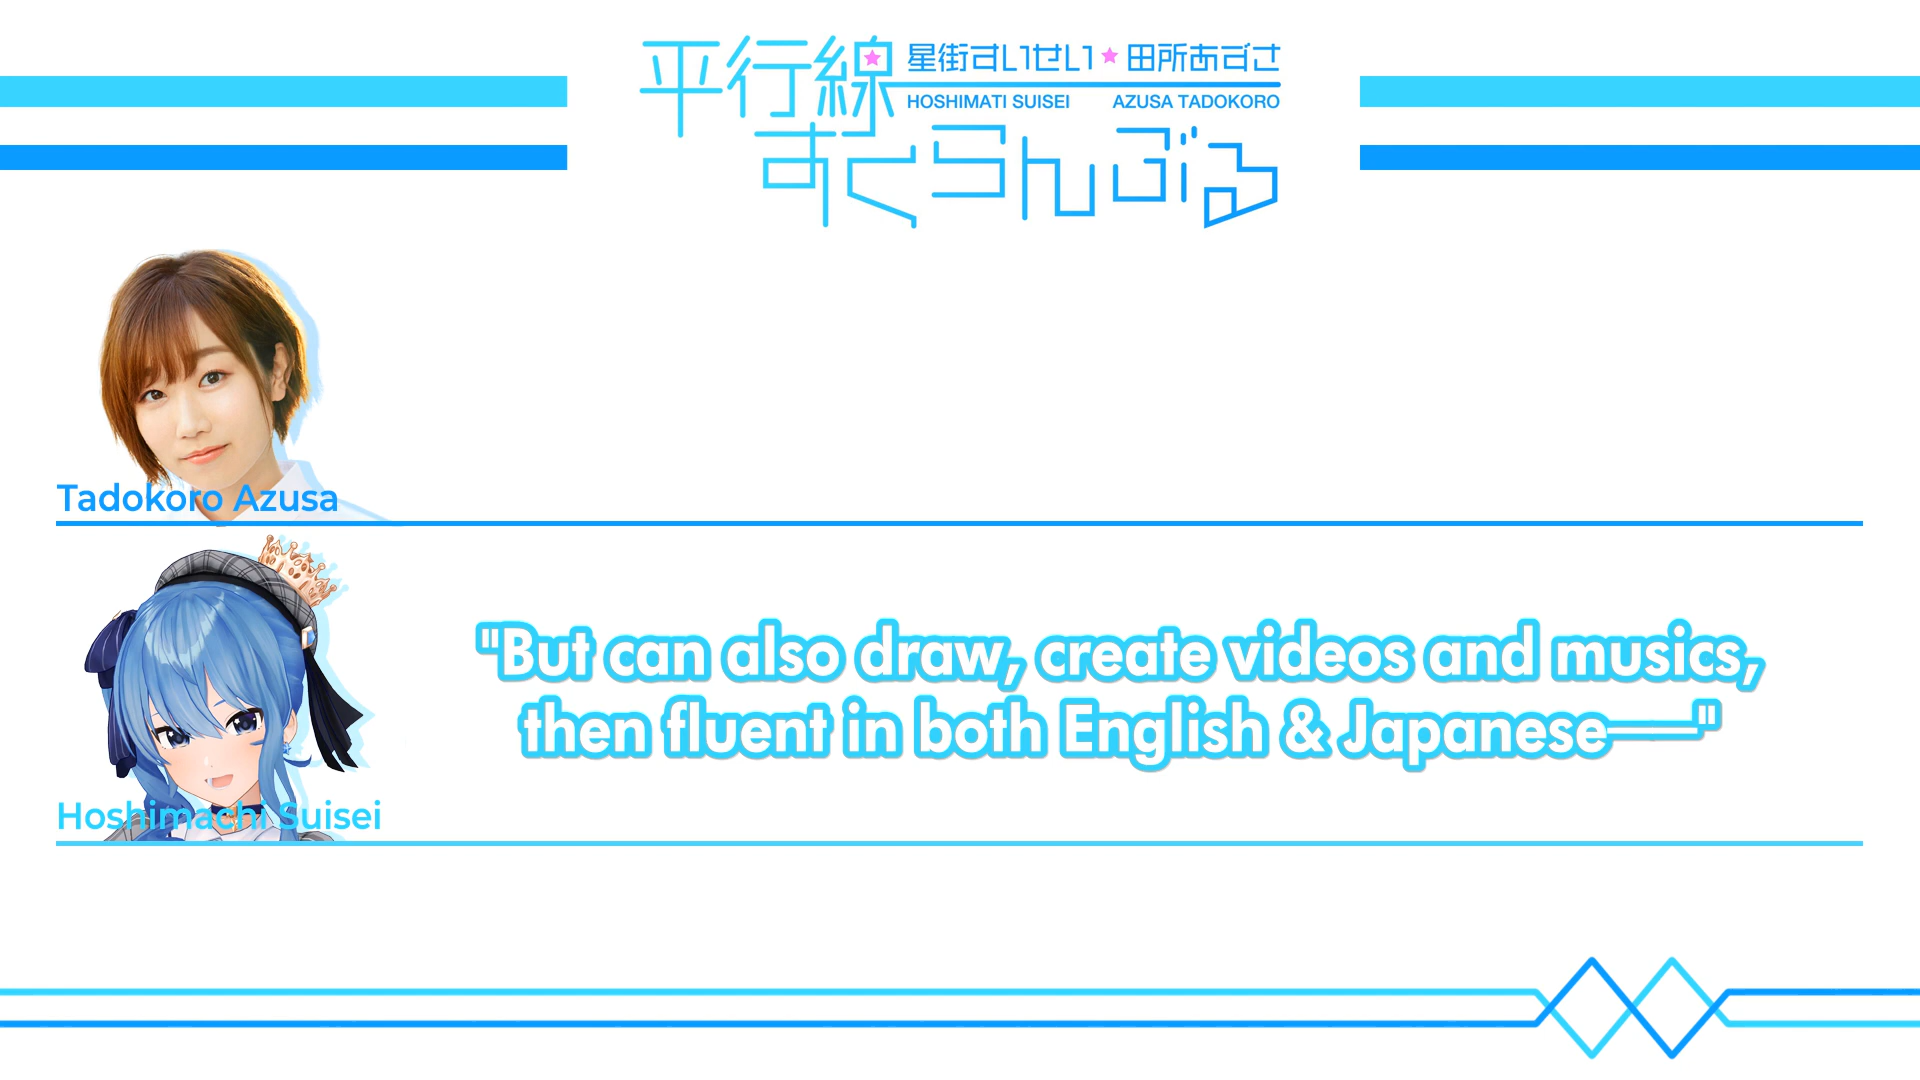 平行線
星街すいせい★田所あずさ
HOSHIMATI SUISEI AZUSA TADOKORO
すくらんぶる
Tadokoro Azusa
"But can also draw, create videos and musics,
then fluent in both English & Japanese──"
Hoshimachi Suisei